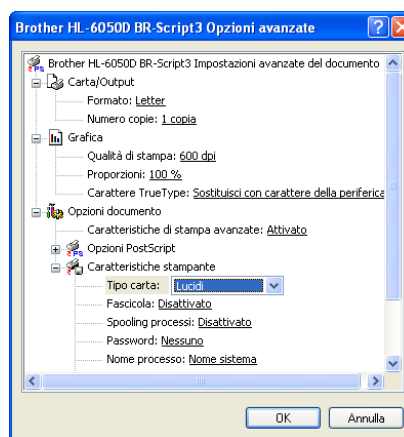 Brother HL-6050D BR-Script3 Opzioni avanzate
Brother HL-6050D BR-Script3 Impostazioni avanzate del documento
Carta/Output
Formato: Letter
Numero copie: 1 copia
Grafica
Qualità di stampa: 600 dpi
Proporzioni: 100 %
Carattere TrueType: Sostituisci con carattere della periferica
Opzioni documento
Caratteristiche di stampa avanzate: Attivato
Opzioni PostScript
Caratteristiche stampante
Tipo carta: Lucidi
Fascicola: Disattivato
Spooling processi: Disattivato
Password: Nessuno
Nome processo: Nome sistema
OK Annulla